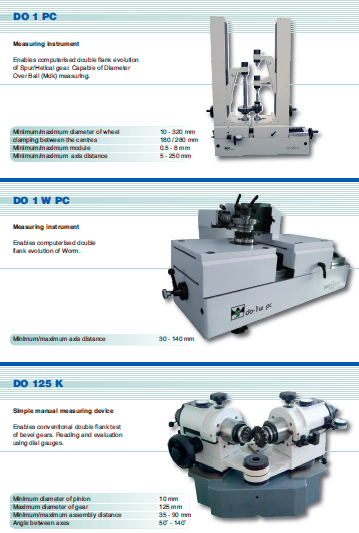 DO 1 PC
Measuring instrument
Enables computerised double flank evolution
of Spur/Helical gear. Capable of Diameter
Over Ball (Mdk) measuring.
Minimum/maximum diameter of wheel 10 - 320 mm
clamping between the centres 180 / 280 mm
Minimum/maximum module 0.5 - 8 mm
Minimum/maximum axis distance 5 - 250 mm
DO 1 W PC
Measuring instrument
Enables computerised double
flank evolution of Worm.
do-1w pc
Minimum/maximum axis distance 30 - 140 mm
DO 125 K
Simple manual measuring device
Enables conventional double flank test
of bevel gears. Reading and evaluation
using dial gauges.
Minimum diameter of pinion 10 mm
Maximum diameter of gear 125 mm
Minimum/maximum assembly distance 35 - 90 mm
Angle between axes 50° - 140°